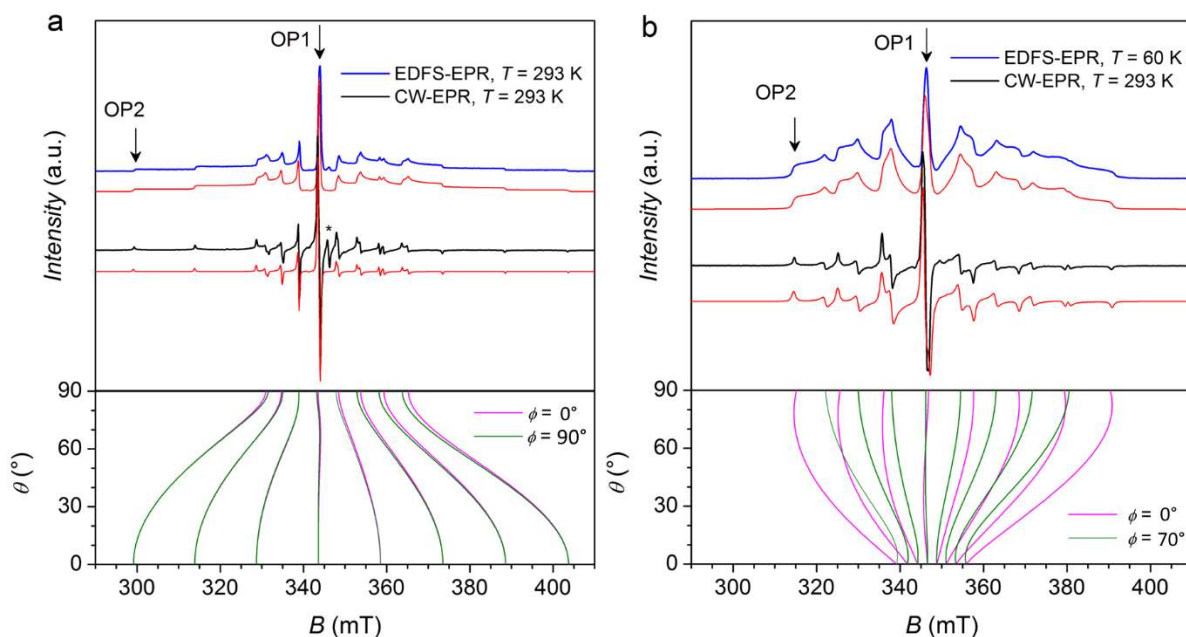 a
OP1
EDFS-EPR, T = 293 K
CW-EPR, T = 293 K
OP2
Intensity (a.u.)
*
90
60
30
0
θ (°)
ϕ = 0°
ϕ = 90°
300 320 340 360 380 400
B (mT)
b
OP1
EDFS-EPR, T = 60 K
CW-EPR, T = 293 K
OP2
Intensity (a.u.)
90
60
30
0
θ (°)
ϕ = 0°
ϕ = 70°
300 320 340 360 380 400
B (mT)